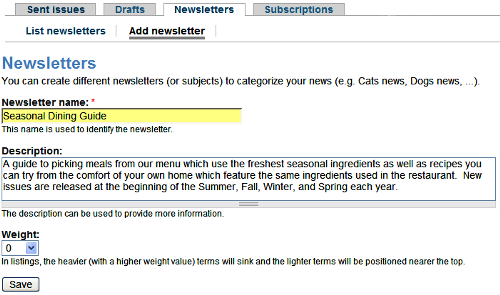 Sent issues Drafts Newsletters Subscriptions
List newsletters Add newsletter
Newsletters
You can create different newsletters (or subjects) to categorize your news (e.g. Cats news, Dogs news, ...).
Newsletter name: *
Seasonal Dining Guide
This name is used to identify the newsletter.
Description:
A guide to picking meals from our menu which use the freshest seasonal ingredients as well as recipes you
can try from the comfort of your own home which feature the same ingredients used in the restaurant. New
issues are released at the beginning of the Summer, Fall, Winter, and Spring each year.
The description can be used to provide more information.
Weight:
0
In listings, the heavier (with a higher weight value) terms will sink and the lighter terms will be positioned nearer the top.
Save